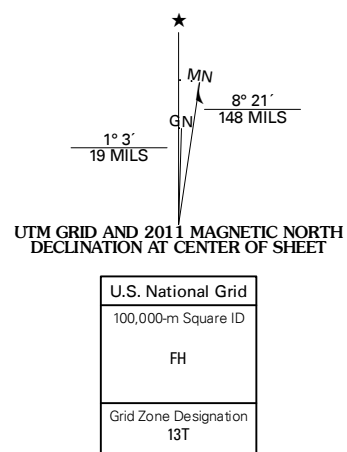 ★
MN
8° 21´
148 MILS
GN
1° 3´
19 MILS
UTM GRID AND 2011 MAGNETIC NORTH
DECLINATION AT CENTER OF SHEET
U.S. National Grid
100,000-m Square ID
FH
Grid Zone Designation
13T